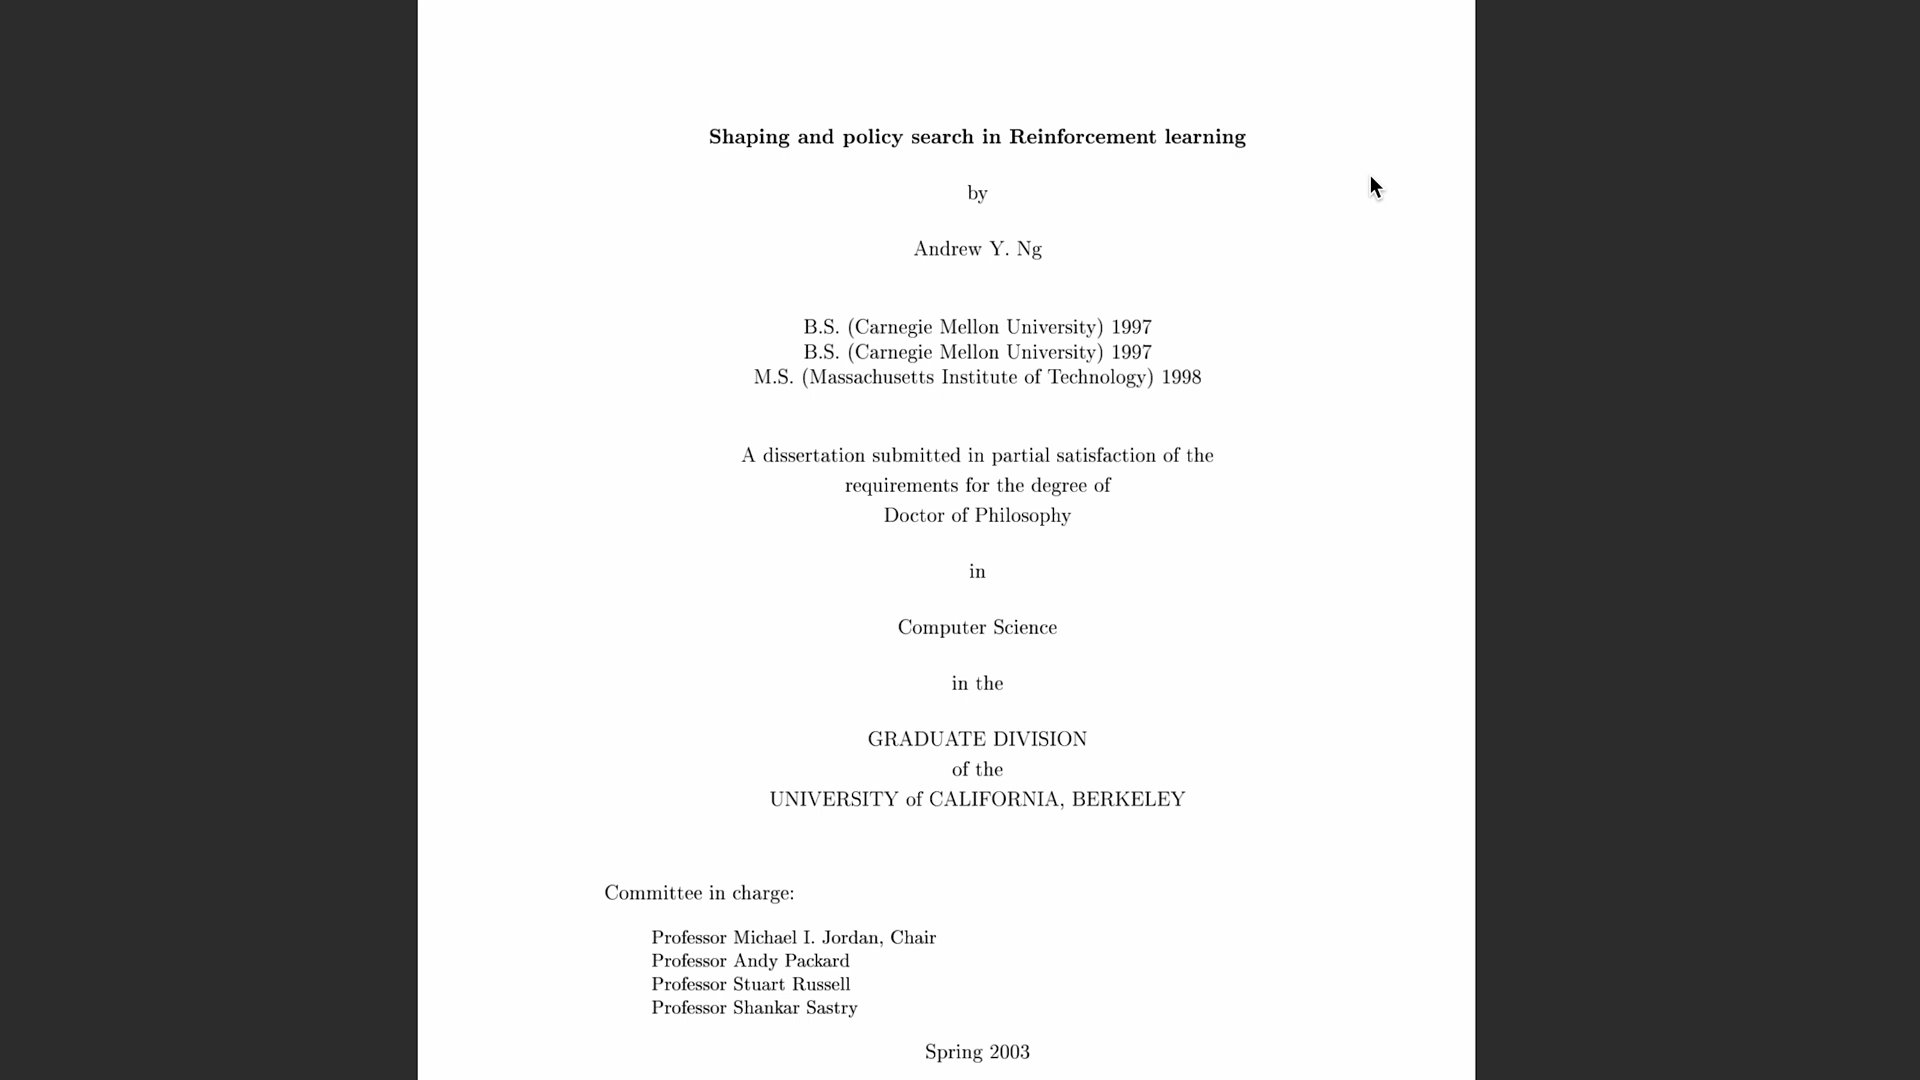 Shaping and policy search in Reinforcement learning
by
Andrew Y. Ng
B.S. (Carnegie Mellon University) 1997
B.S. (Carnegie Mellon University) 1997
M.S. (Massachusetts Institute of Technology) 1998
A dissertation submitted in partial satisfaction of the
requirements for the degree of
Doctor of Philosophy
in
Computer Science
in the
GRADUATE DIVISION
of the
UNIVERSITY of CALIFORNIA, BERKELEY
Committee in charge:
Professor Michael I. Jordan, Chair
Professor Andy Packard
Professor Stuart Russell
Professor Shankar Sastry
Spring 2003